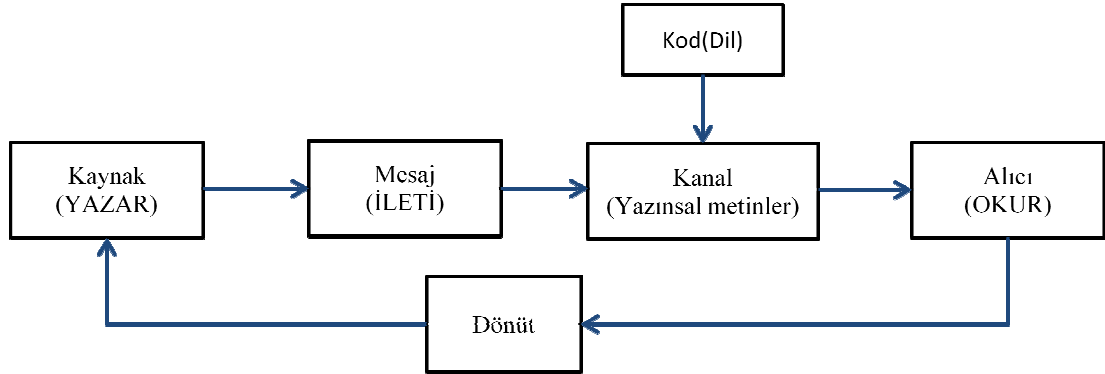 Kod(Dil)
Kaynak
(YAZAR)
Mesaj
(İLETİ)
Kanal
(Yazınsal metinler)
Alıcı
(OKUR)
Dönüt